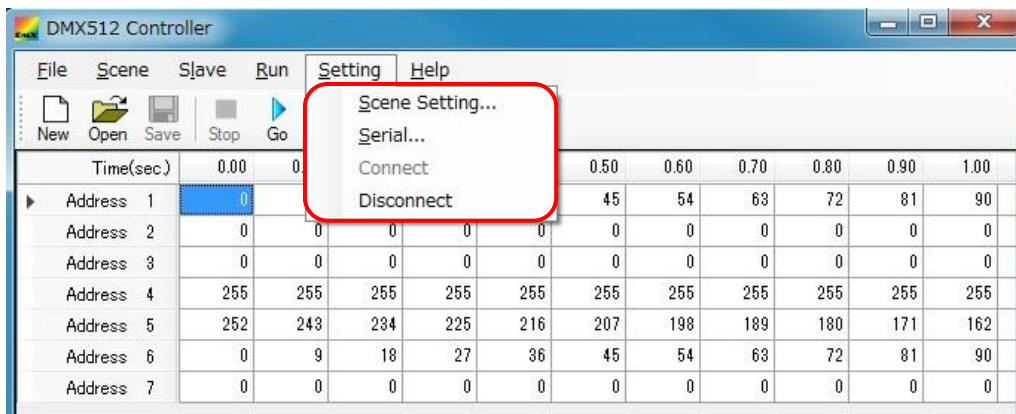 DMX512 Controller
File Scene Slave Run Setting Help
Scene Setting...
Serial...
Connect
Disconnect
New Open Save Stop Go
Time(sec.) 0.00 0. 0.50 0.60 0.70 0.80 0.90 1.00
Address 1 0 45 54 63 72 81 90
Address 2 0 0 0 0 0 0 0 0 0 0 0
Address 3 0 0 0 0 0 0 0 0 0 0 0
Address 4 255 255 255 255 255 255 255 255 255 255 255
Address 5 252 243 234 225 216 207 198 189 180 171 162
Address 6 0 9 18 27 36 45 54 63 72 81 90
Address 7 0 0 0 0 0 0 0 0 0 0 0